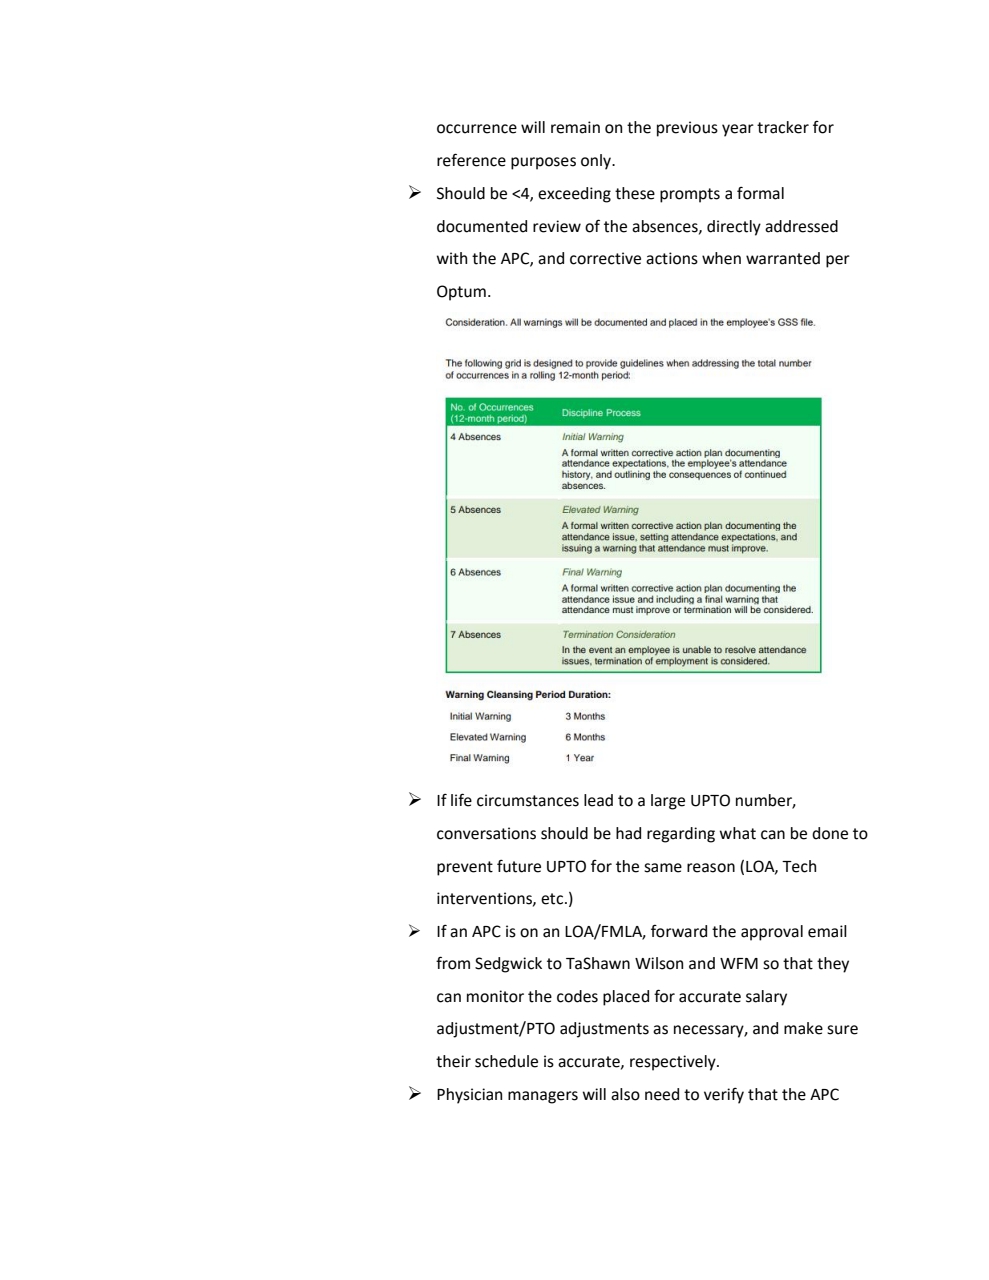 occurrence will remain on the previous year tracker for
reference purposes only.
➢ Should be <4, exceeding these prompts a formal
documented review of the absences, directly addressed
with the APC, and corrective actions when warranted per
Optum.
Consideration. All warnings will be documented and placed in the employee's GSS file.
The following grid is designed to provide guidelines when addressing the total number
of occurrences in a rolling 12-month period:
No. of Occurrences
(12-month period)
Discipline Process
4 Absences
Initial Warning
A formal written corrective action plan documenting
attendance expectations, the employee's attendance
history, and outlining the consequences of continued
absences.
5 Absences
Elevated Warning
A formal written corrective action plan documenting the
attendance issue, setting attendance expectations, and
issuing a warning that attendance must improve.
6 Absences
Final Warning
A formal written corrective action plan documenting the
attendance issue and including a final warning that
attendance must improve or termination will be considered.
7 Absences
Termination Consideration
In the event an employee is unable to resolve attendance
issues, termination of employment is considered.
Warning Cleansing Period Duration:
Initial Warning 3 Months
Elevated Warning 6 Months
Final Warning 1 Year
➢ If life circumstances lead to a large UPTO number,
conversations should be had regarding what can be done to
prevent future UPTO for the same reason (LOA, Tech
interventions, etc.)
➢ If an APC is on an LOA/FMLA, forward the approval email
from Sedgwick to TaShawn Wilson and WFM so that they
can monitor the codes placed for accurate salary
adjustment/PTO adjustments as necessary, and make sure
their schedule is accurate, respectively.
➢ Physician managers will also need to verify that the APC